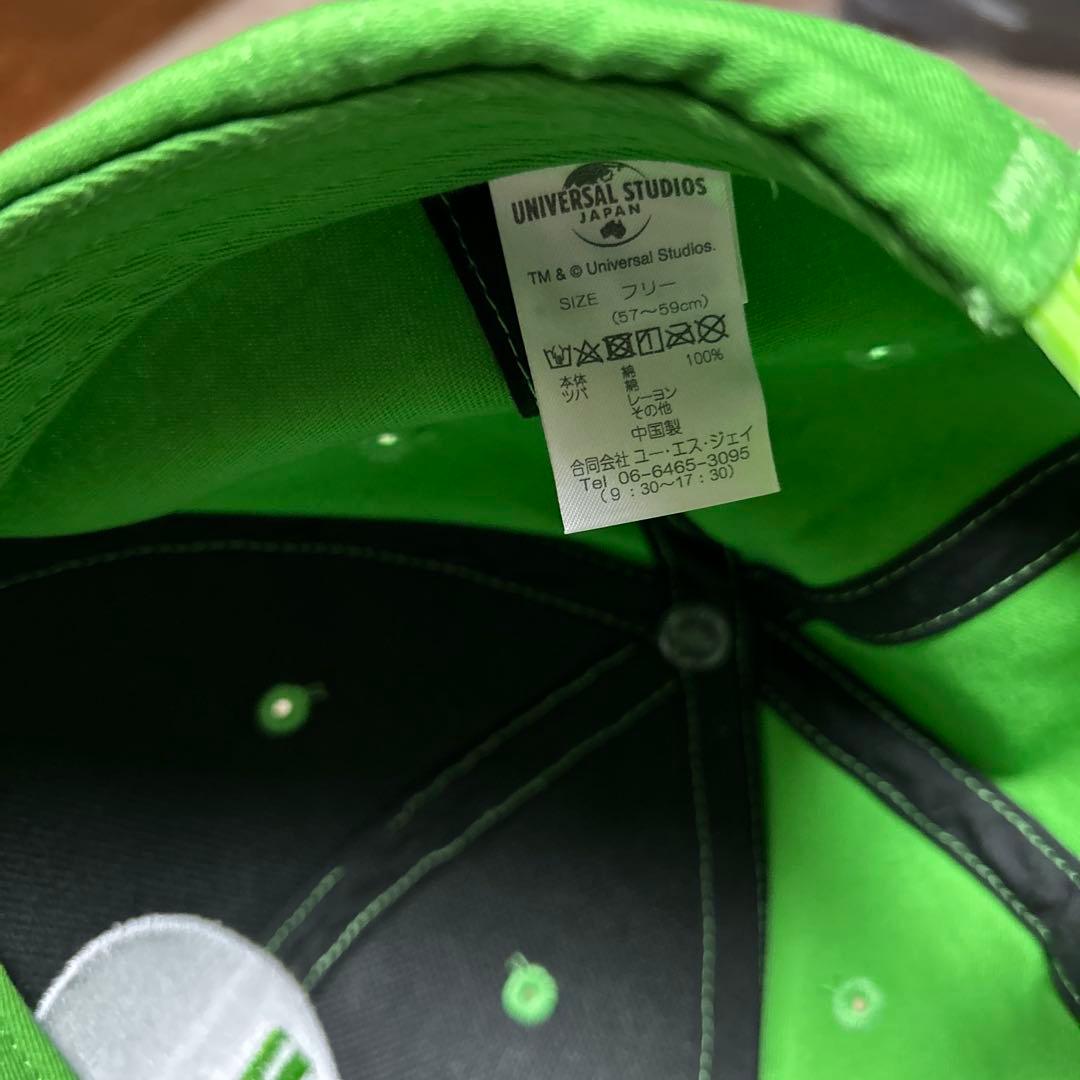 UNIVERSAL STUDIOS
JAPAN
TM & © Universal Studios.
SIZE フリー
(57～59cm)
本体 綿 100%
ツバ 綿
レーヨン
その他
中国製
合同会社 ユー・エス・ジェイ
Tel 06-6465-3095
(9:30～17:30)